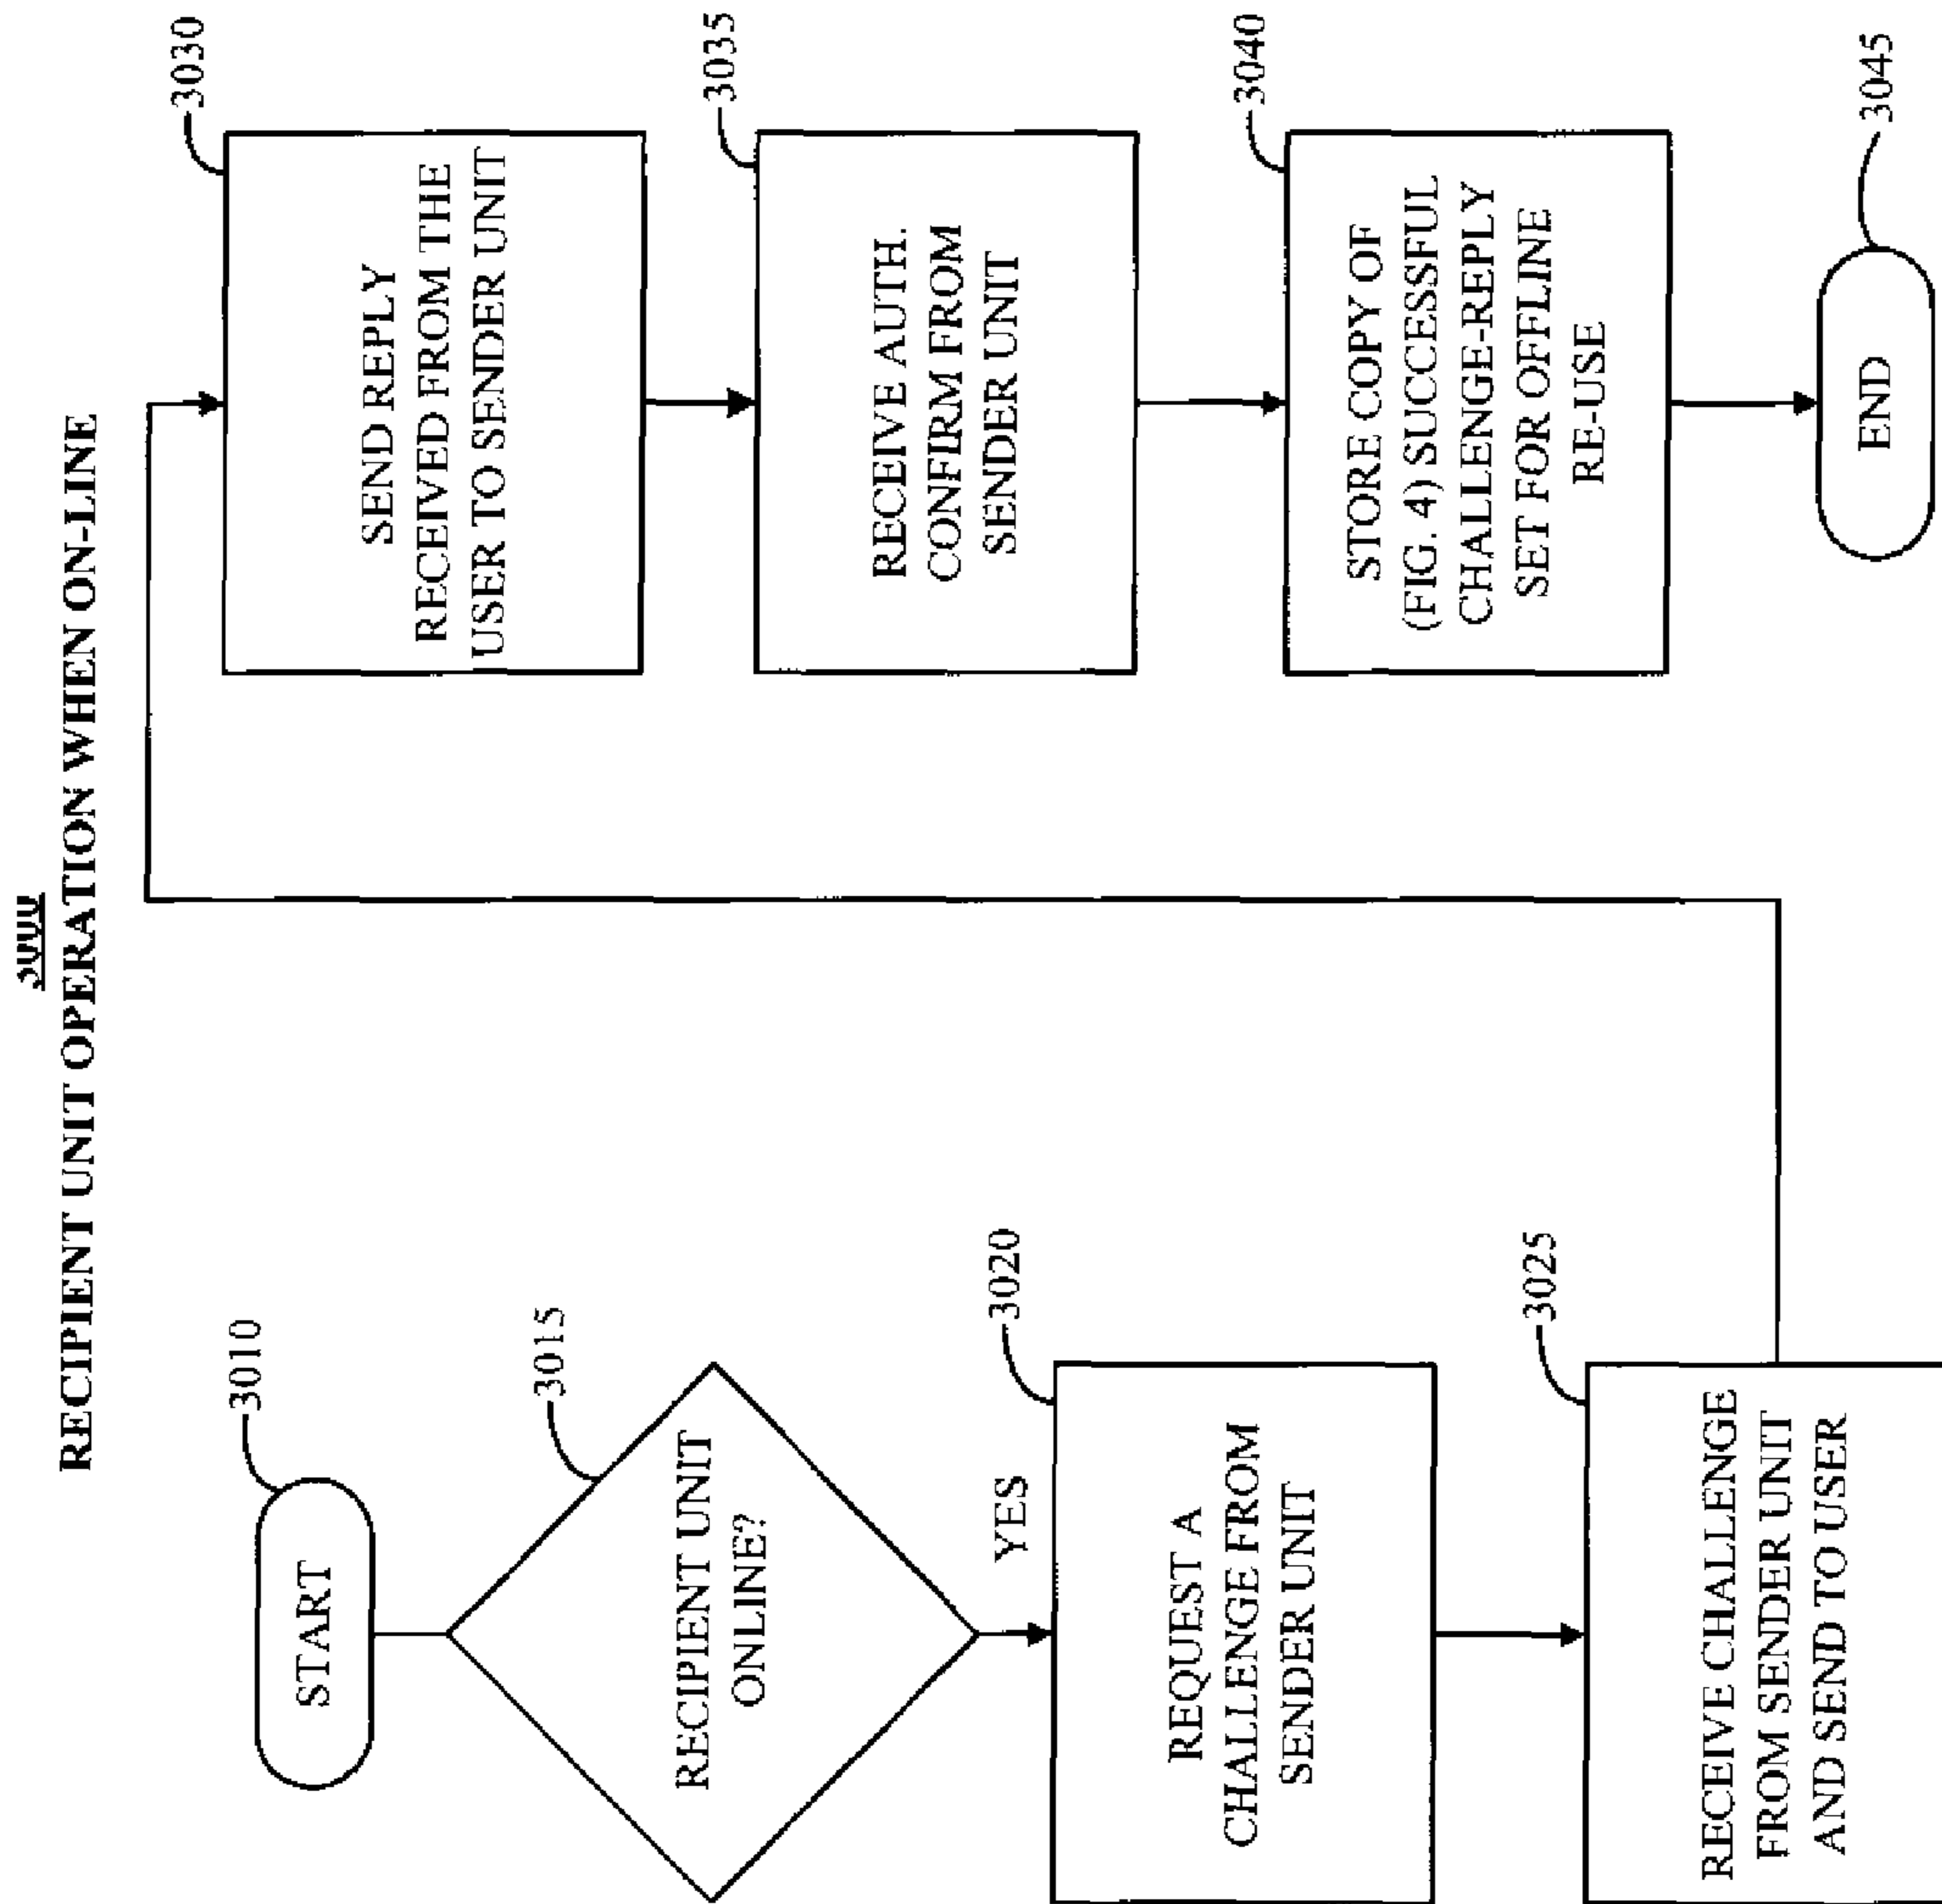 3000
RECIPIENT UNIT OPERATION WHEN ON-LINE
3010
START
3015
RECIPIENT UNIT
ONLINE?
YES
3020
REQUEST A
CHALLENGE FROM
SENDER UNIT
3025
RECEIVE CHALLENGE
FROM SENDER UNIT
AND SEND TO USER
3030
SEND REPLY
RECEIVED FROM THE
USER TO SENDER UNIT
3035
RECEIVE AUTH.
CONFIRM FROM
SENDER UNIT
3040
STORE COPY OF
(FIG. 4) SUCCESSFUL
CHALLENGE-REPLY
SET FOR OFFLINE
RE-USE
3045
END